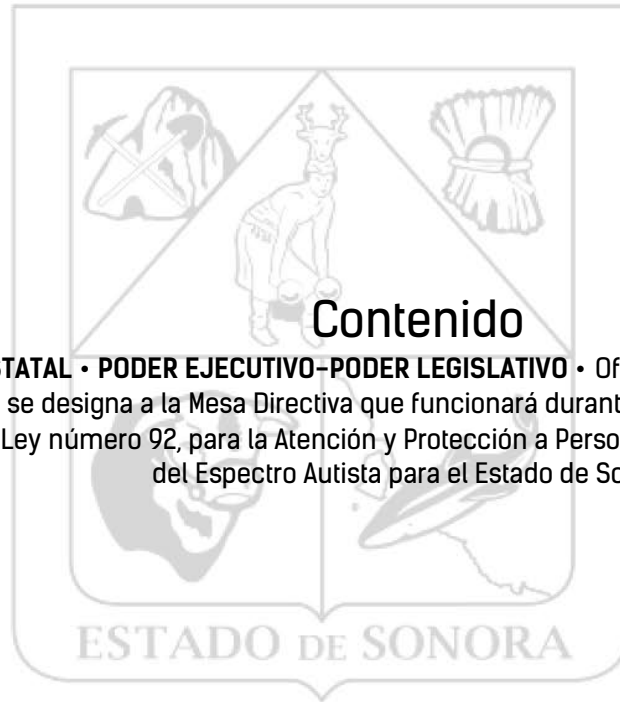 Contenido
STATAL • PODER EJECUTIVO-PODER LEGISLATIVO • Of
se designa a la Mesa Directiva que funcionará durant
Ley número 92, para la Atención y Protección a Perso
del Espectro Autista para el Estado de So
ESTADO DE SONORA